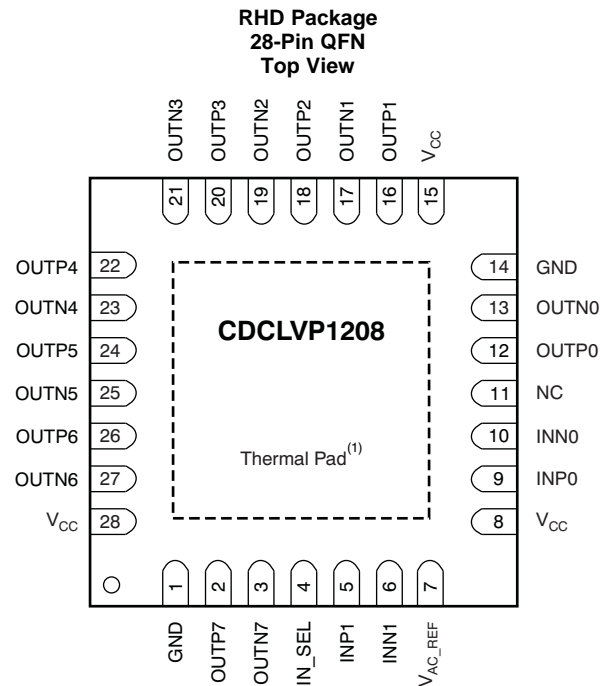 RHD Package
28-Pin QFN
Top View
OUTN3 OUTP3 OUTN2 OUTP2 OUTN1 OUTP1 VCC
21 20 19 18 17 16 15
OUTP4 22 14 GND
OUTN4 23 13 OUTN0
OUTP5 24 12 OUTP0
OUTN5 25 11 NC
OUTP6 26 10 INN0
OUTN6 27 9 INP0
VCC 28 8 VCC
CDCLVP1208
Thermal Pad(1)
1 2 3 4 5 6 7
GND OUTP7 OUTN7 IN_SEL INP1 INN1 VAC_REF